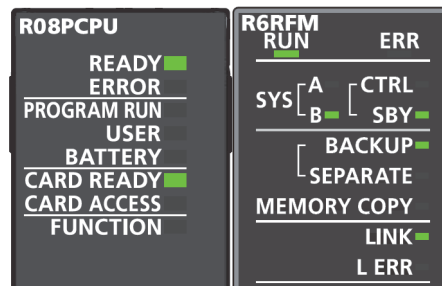 R08PCPU
READY
ERROR
PROGRAM RUN
USER
BATTERY
CARD READY
CARD ACCESS
FUNCTION
R6RFM
RUN ERR
SYS A CTRL
B SBY
BACKUP
SEPARATE
MEMORY COPY
LINK
L ERR